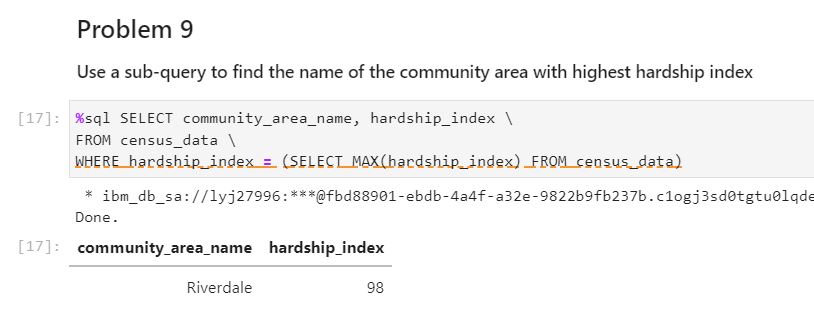 Problem 9
Use a sub-query to find the name of the community area with highest hardship index
[17]: %sql SELECT community_area_name, hardship_index \
FROM census_data \
WHERE hardship_index = (SELECT MAX(hardship_index) FROM census_data)
* ibm_db_sa://lyj27996:***@fbd88901-ebdb-4a4f-a32e-9822b9fb237b.c1ogj3sd0tgtu0lqde
Done.
[17]: community_area_name hardship_index
Riverdale 98